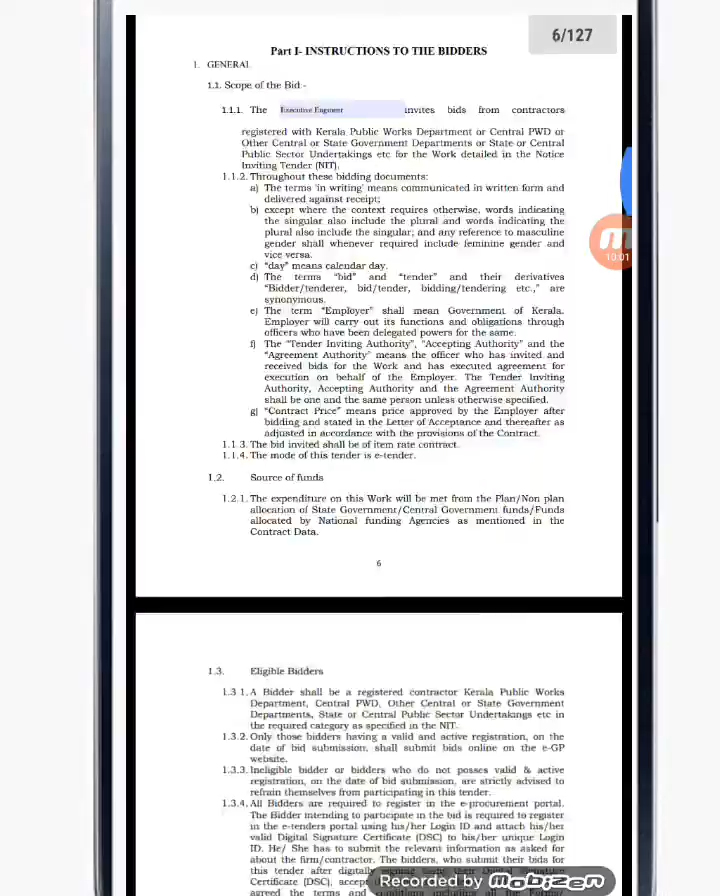 6/127
Part I- INSTRUCTIONS TO THE BIDDERS
1. GENERAL
1.1. Scope of the Bid -
1.1.1. The Executive Engineer invites bids from contractors
registered with Kerala Public Works Department or Central PWD or
Other Central or State Government Departments or State or Central
Public Sector Undertakings etc for the Work detailed in the Notice
Inviting Tender (NIT).
1.1.2. Throughout these bidding documents:
a) The terms 'in writing' means communicated in written form and
delivered against receipt;
b) except where the context requires otherwise, words indicating
the singular also include the plural and words indicating the
plural also include the singular; and any reference to masculine
gender shall whenever required include feminine gender and
vice versa.
c) "day" means calendar day.
d) The terms "bid" and "tender" and their derivatives
"Bidder/tenderer, bid/tender, bidding/tendering etc.," are
synonymous.
e) The term "Employer" shall mean Government of Kerala.
Employer will carry out its functions and obligations through
officers who have been delegated powers for the same.
f) The "Tender Inviting Authority", "Accepting Authority" and the
"Agreement Authority" means the officer who has invited and
received bids for the Work and has executed agreement for
execution on behalf of the Employer. The Tender Inviting
Authority, Accepting Authority and the Agreement Authority
shall be one and the same person unless otherwise specified.
g) "Contract Price" means price approved by the Employer after
bidding and stated in the Letter of Acceptance and thereafter as
adjusted in accordance with the provisions of the Contract.
1.1.3. The bid invited shall be of item rate contract.
1.1.4. The mode of this tender is e-tender.
1.2. Source of funds
1.2.1. The expenditure on this Work will be met from the Plan/Non plan
allocation of State Government/Central Government funds/Funds
allocated by National funding Agencies as mentioned in the
Contract Data.
6
10:01
1.3. Eligible Bidders
1.3 1. A Bidder shall be a registered contractor Kerala Public Works
Department, Central PWD, Other Central or State Government
Departments, State or Central Public Sector Undertakings etc in
the required category as specified in the NIT.
1.3.2. Only those bidders having a valid and active registration, on the
date of bid submission, shall submit bids online on the e-GP
website.
1.3.3. Ineligible bidder or bidders who do not posses valid & active
registration, on the date of bid submission, are strictly advised to
refrain themselves from participating in this tender.
1.3.4. All Bidders are required to register in the e-procurement portal.
The Bidder intending to participate in the bid is required to register
in the e-tenders portal using his/her Login ID and attach his/her
valid Digital Signature Certificate (DSC) to his/her unique Login
ID. He/ She has to submit the relevant information as asked for
about the firm/contractor. The bidders, who submit their bids for
this tender after digitally
Certificate (DSC), accept
agreed the terms and
Recorded by mobizen